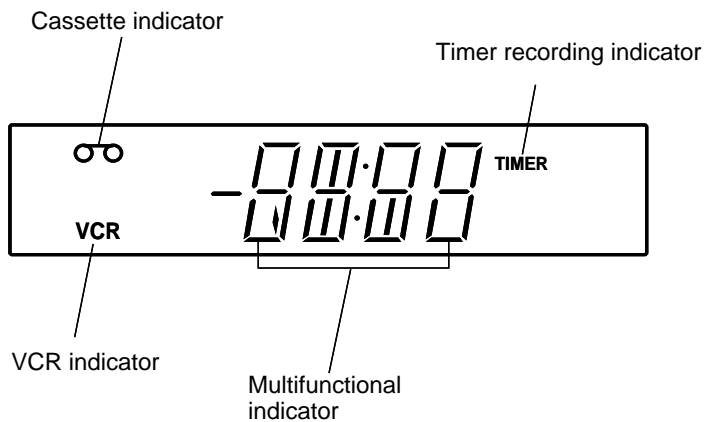 Cassette indicator
Timer recording indicator
TIMER
VCR
VCR indicator
Multifunctional
indicator